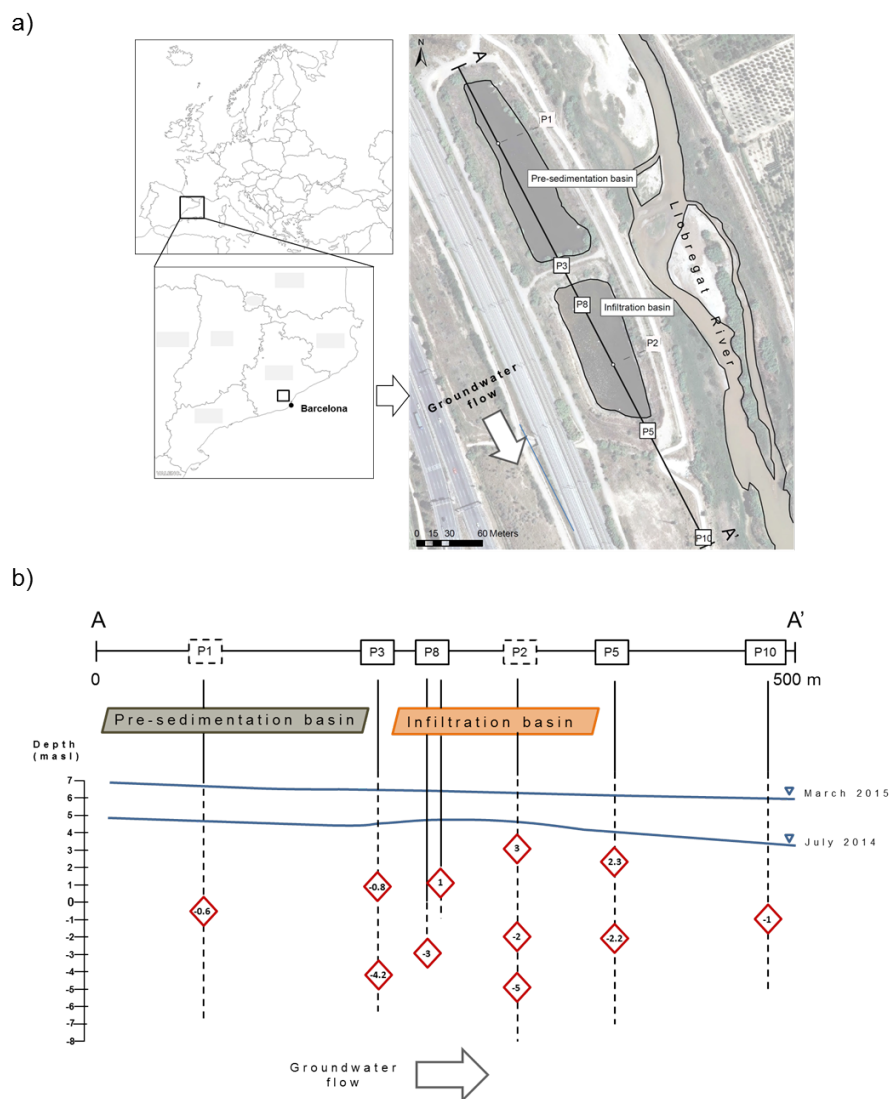 a)
N
A
P1
Pre-sedimentation basin
Llobregat River
P3
P8
Infiltration basin
P2
Groundwater
flow
P5
Barcelona
A'
P10
0 15 30 60 Meters
b)
A
A'
P1
P3
P8
P2
P5
P10
0
500 m
Pre-sedimentation basin
Infiltration basin
Depth
(masl)
7
6
5
4
3
2
1
0
-1
-2
-3
-4
-5
-6
-7
-8
March 2015
July 2014
3
2.3
-0.8
1
-0.6
-1
-2
-2.2
-3
-4.2
-5
Groundwater
flow